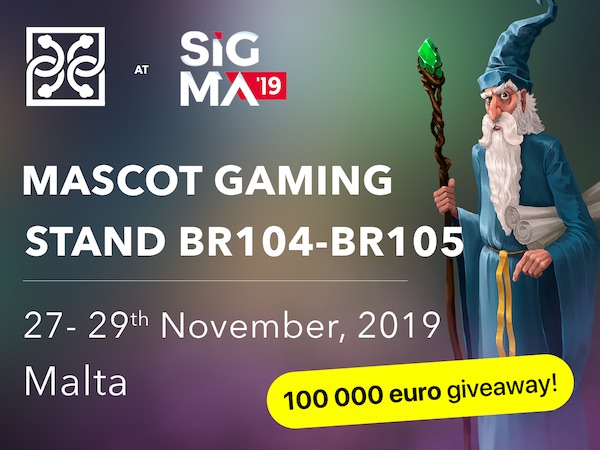 AT
SiG
MA '19
MASCOT GAMING
STAND BR104-BR105
27- 29th November, 2019
Malta
100 000 euro giveaway!